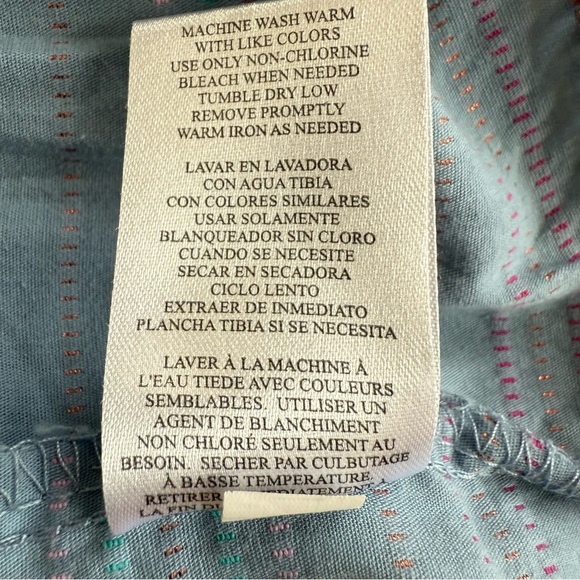 MACHINE WASH WARM
WITH LIKE COLORS
USE ONLY NON-CHLORINE
BLEACH WHEN NEEDED
TUMBLE DRY LOW
REMOVE PROMPTLY
WARM IRON AS NEEDED
LAVAR EN LAVADORA
CON AGUA TIBIA
CON COLORES SIMILARES
USAR SOLAMENTE
BLANQUEADOR SIN CLORO
CUANDO SE NECESITE
SECAR EN SECADORA
CICLO LENTO
EXTRAER DE INMEDIATO
PLANCHA TIBIA SI SE NECESITA
LAVER À LA MACHINE À
L'EAU TIEDE AVEC COULEURS
SEMBLABLES. UTILISER UN
AGENT DE BLANCHIMENT
NON CHLORÉ SEULEMENT AU
BESOIN. SECHER PAR CULBUTAGE
À BASSE TEMPERATURE.
RETIRER
LA FIN